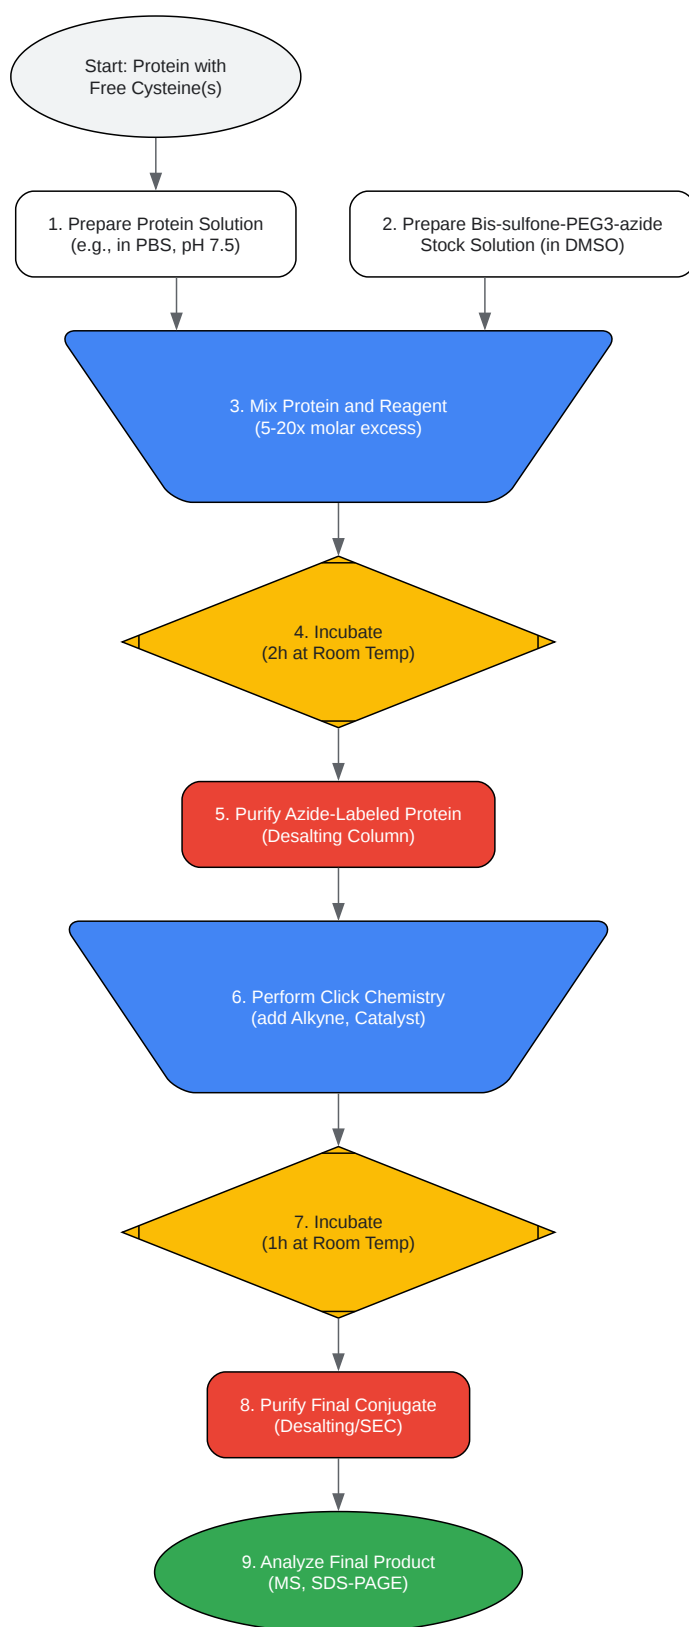 Start: Protein with
Free Cysteine(s)
1. Prepare Protein Solution
(e.g., in PBS, pH 7.5)
2. Prepare Bis-sulfone-PEG3-azide
Stock Solution (in DMSO)
3. Mix Protein and Reagent
(5-20x molar excess)
4. Incubate
(2h at Room Temp)
5. Purify Azide-Labeled Protein
(Desalting Column)
6. Perform Click Chemistry
(add Alkyne, Catalyst)
7. Incubate
(1h at Room Temp)
8. Purify Final Conjugate
(Desalting/SEC)
9. Analyze Final Product
(MS, SDS-PAGE)